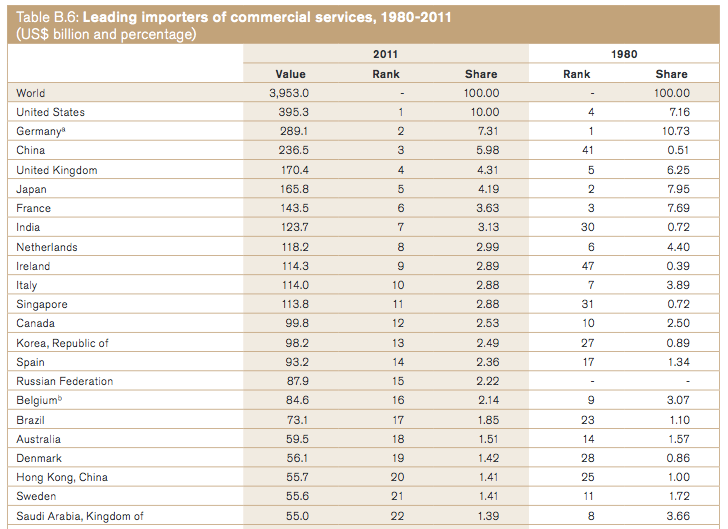 Table B.6: Leading importers of commercial services, 1980-2011
(US$ billion and percentage)
2011 1980
Value Rank Share Rank Share
World 3,953.0 - 100.00 - 100.00
United States 395.3 1 10.00 4 7.16
Germanyª 289.1 2 7.31 1 10.73
China 236.5 3 5.98 41 0.51
United Kingdom 170.4 4 4.31 5 6.25
Japan 165.8 5 4.19 2 7.95
France 143.5 6 3.63 3 7.69
India 123.7 7 3.13 30 0.72
Netherlands 118.2 8 2.99 6 4.40
Ireland 114.3 9 2.89 47 0.39
Italy 114.0 10 2.88 7 3.89
Singapore 113.8 11 2.88 31 0.72
Canada 99.8 12 2.53 10 2.50
Korea, Republic of 98.2 13 2.49 27 0.89
Spain 93.2 14 2.36 17 1.34
Russian Federation 87.9 15 2.22 - -
Belgiumᵇ 84.6 16 2.14 9 3.07
Brazil 73.1 17 1.85 23 1.10
Australia 59.5 18 1.51 14 1.57
Denmark 56.1 19 1.42 28 0.86
Hong Kong, China 55.7 20 1.41 25 1.00
Sweden 55.6 21 1.41 11 1.72
Saudi Arabia, Kingdom of 55.0 22 1.39 8 3.66